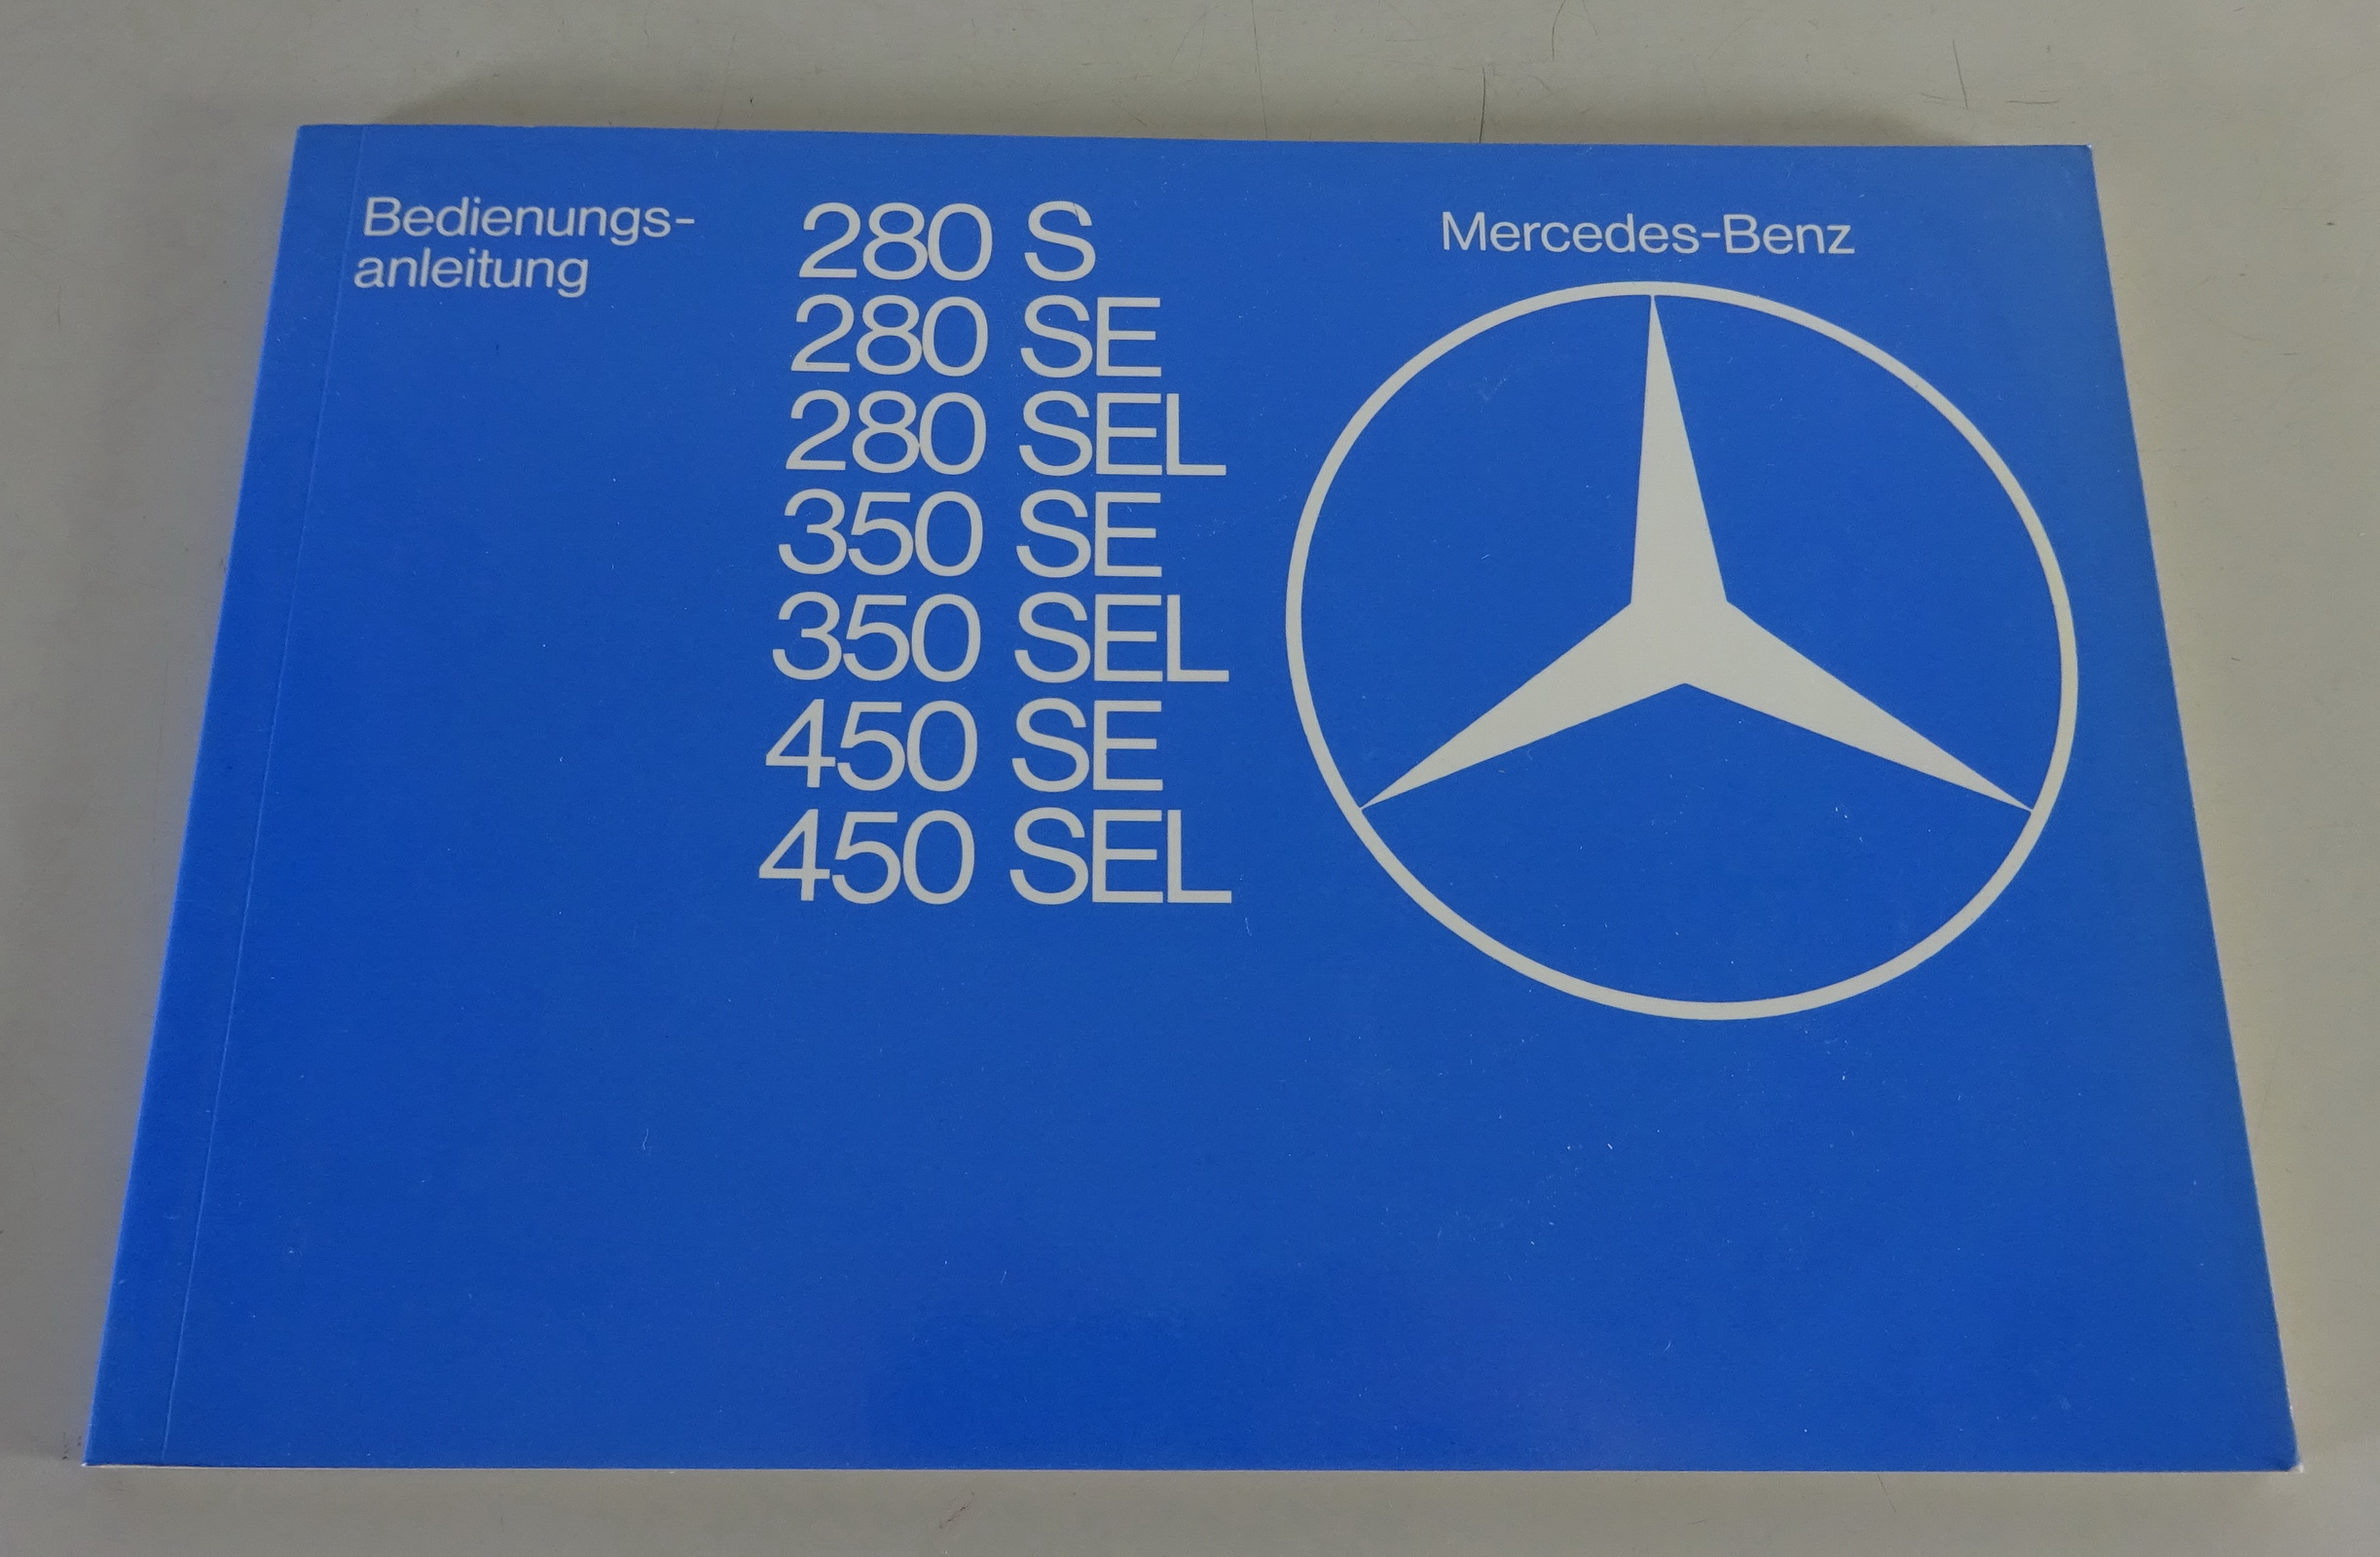 Bedienungs-
anleitung
280 S
280 SE
280 SEL
350 SE
350 SEL
450 SE
450 SEL
Mercedes-Benz